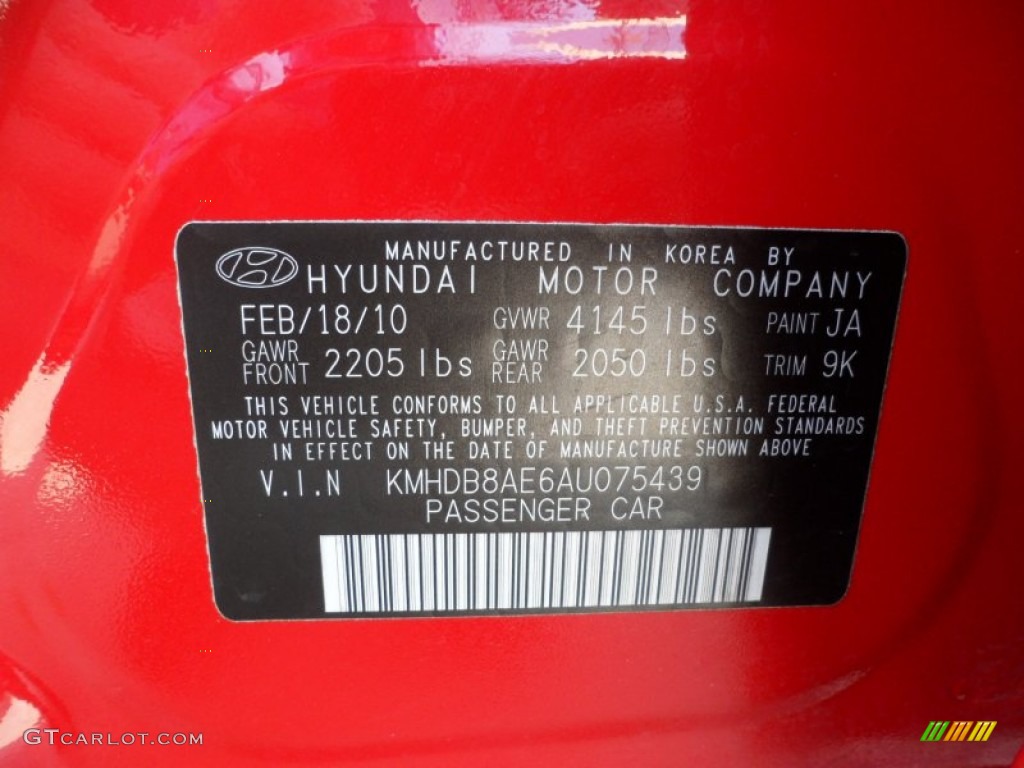 MANUFACTURED IN KOREA BY
HYUNDAI MOTOR COMPANY
FEB/18/10 GVWR 4145 lbs PAINT JA
GAWR FRONT 2205 lbs GAWR REAR 2050 lbs TRIM 9K
THIS VEHICLE CONFORMS TO ALL APPLICABLE U.S.A. FEDERAL
MOTOR VEHICLE SAFETY, BUMPER, AND THEFT PREVENTION STANDARDS
IN EFFECT ON THE DATE OF MANUFACTURE SHOWN ABOVE
V.I.N KMHDB8AE6AU075439
PASSENGER CAR
GTCARLOT.COM